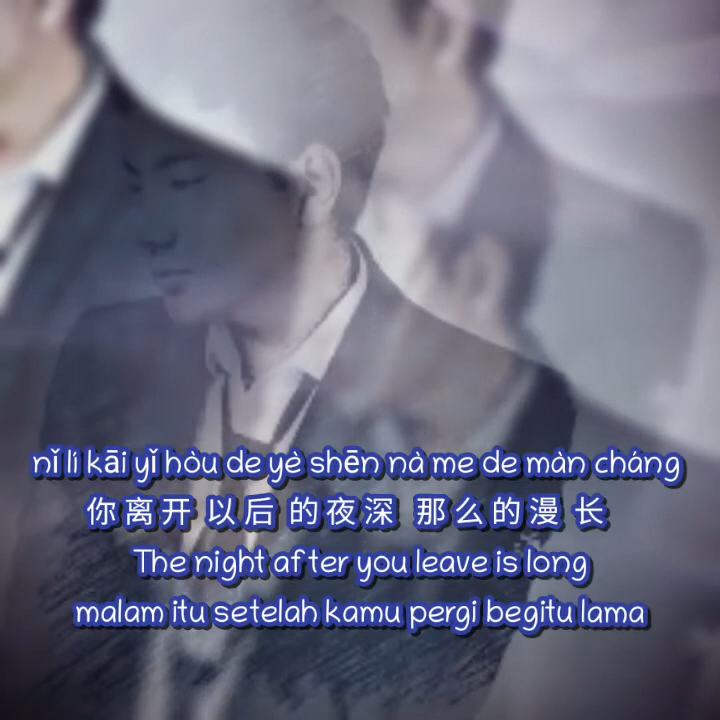 nǐ lí kāi yǐ hòu de yè shēn nà me de màn cháng
你离开 以后 的夜深 那么的漫 长
The night after you leave is long
malam itu setelah kamu pergi begitu lama